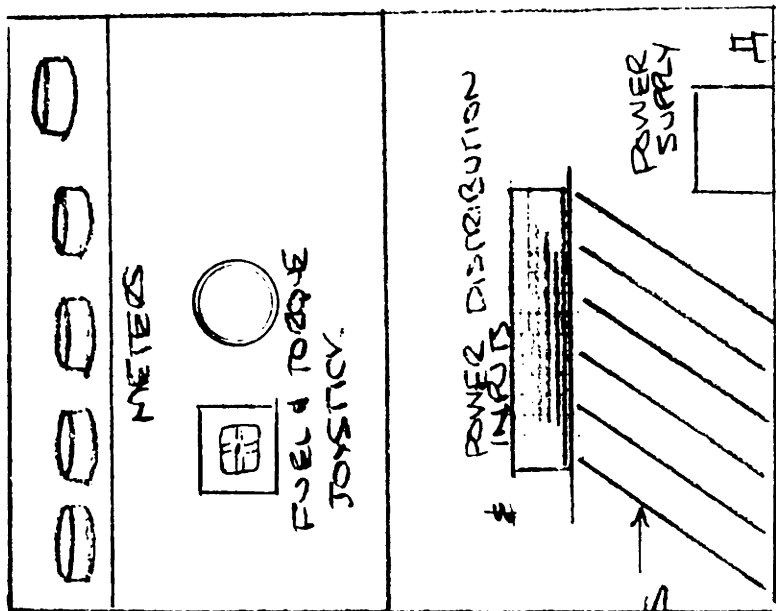 METERS
FUEL & TORQUE
JOYSTICK.
POWER DISTRIBUTION
INPUTS
POWER
SUPPLY